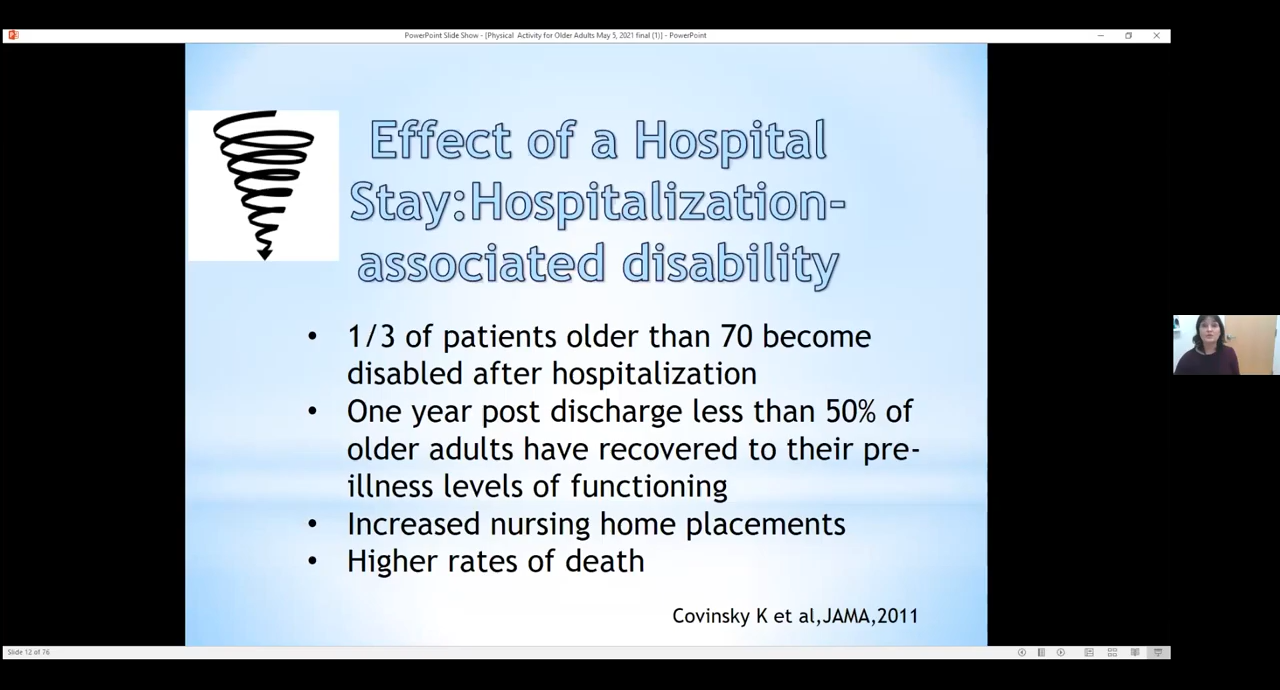 PowerPoint Slide Show - [Physical Activity for Older Adults May 5, 2021 final (1)] - PowerPoint
Effect of a Hospital
Stay:Hospitalization-
associated disability
• 1/3 of patients older than 70 become
disabled after hospitalization
• One year post discharge less than 50% of
older adults have recovered to their pre-
illness levels of functioning
• Increased nursing home placements
• Higher rates of death
Covinsky K et al,JAMA,2011
Slide 12 of 76